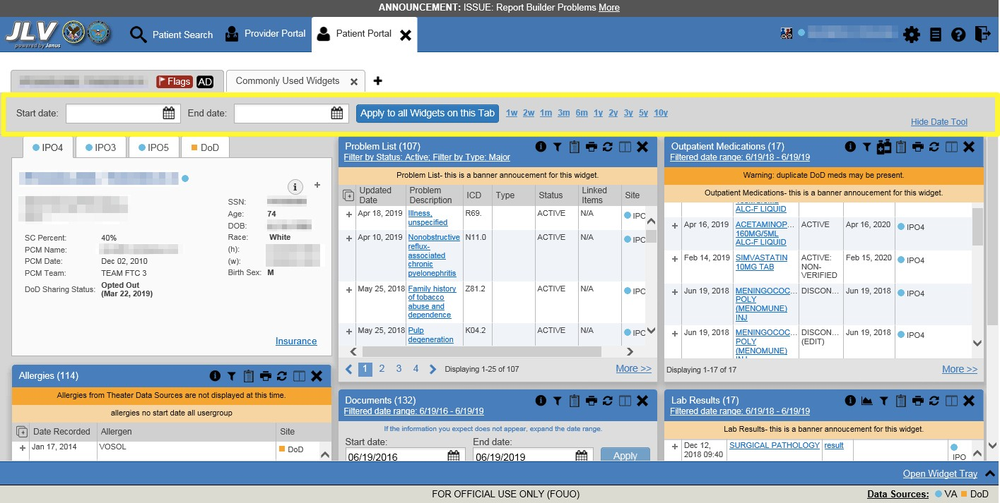 ANNOUNCEMENT: ISSUE: Report Builder Problems More
JLV
powered by Janus
Patient Search
Provider Portal
Patient Portal
Flags AD
Commonly Used Widgets
Start date:
End date:
Apply to all Widgets on this Tab
1w 2w 1m 3m 6m 1y 2y 3y 5y 10y
Hide Date Tool
IPO4
IPO3
IPO5
DoD
SSN:
Age: 74
DOB:
Race: White
(h):
(w):
Birth Sex: M
SC Percent: 40%
PCM Name:
PCM Date: Dec 02, 2010
PCM Team: TEAM FTC 3
DoD Sharing Status: Opted Out
(Mar 22, 2019)
Insurance
Allergies (114)
Allergies from Theater Data Sources are not displayed at this time.
allergies no start date all usergroup
Date Recorded Allergen Site
Jan 17, 2014 VOSOL DoD
Problem List (107)
Filter by Status: Active; Filter by Type: Major
Problem List- this is a banner annoucement for this widget.
Updated Date Problem Description ICD Type Status Linked Items Site
Apr 18, 2019 Illness, unspecified R69. ACTIVE N/A IPO
Apr 10, 2019 Nonobstructive reflux-associated chronic pyelonephritis N11.0 ACTIVE N/A IPO
May 25, 2018 Family history of tobacco abuse and dependence Z81.2 ACTIVE N/A IPO
May 25, 2018 Pulp degeneration K04.2 ACTIVE N/A IPO
1 2 3 4 Displaying 1-25 of 107 More >>
Documents (132)
Filtered date range: 6/19/16 - 6/19/19
If the information you expect does not appear, expand the date range.
Start date: End date:
06/19/2016 06/19/2019 Apply
Outpatient Medications (17)
Filtered date range: 6/19/18 - 6/19/19
Warning: duplicate DoD meds may be present.
Outpatient Medications- this is a banner annoucement for this widget.
ALC-F LIQUID
Apr 16, 2019 ACETAMINOP... 160MG/5ML ALC-F LIQUID ACTIVE Apr 16, 2020 IPO4
Feb 14, 2019 SIMVASTATIN 10MG TAB ACTIVE: NON-VERIFIED Feb 15, 2020 IPO4
Jun 19, 2018 MENINGOCOC... POLY (MENOMUNE) INJ DISCON... Jun 19, 2018 IPO4
Jun 19, 2018 MENINGOCOC... POLY (MENOMUNE) DISCON... (EDIT) Jun 19, 2018 IPO4
Displaying 1-17 of 17 More >>
Lab Results (17)
Filtered date range: 6/19/18 - 6/19/19
Lab Results- this is a banner annoucement for this widget.
Dec 12, 2018 09:40 SURGICAL PATHOLOGY result IPO
Open Widget Tray
FOR OFFICIAL USE ONLY (FOUO)
Data Sources: VA DoD